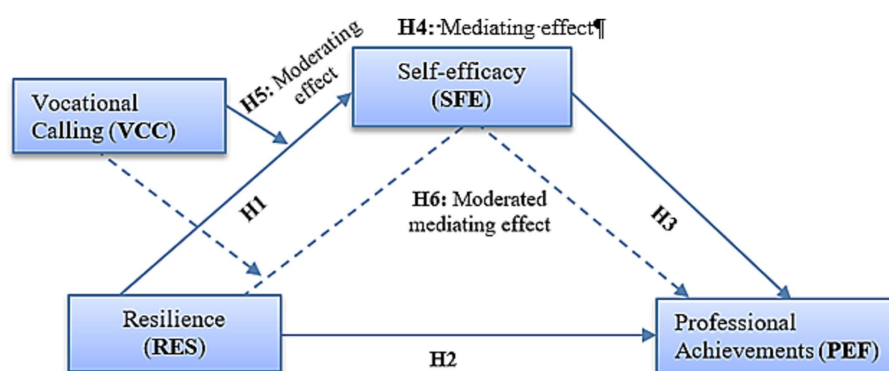 H4:·Mediating·effect¶
H5: Moderating
effect
Self-efficacy
(SFE)
Vocational
Calling (VCC)
H1
H6: Moderated
mediating effect
H3
Resilience
(RES)
H2
Professional
Achievements (PEF)